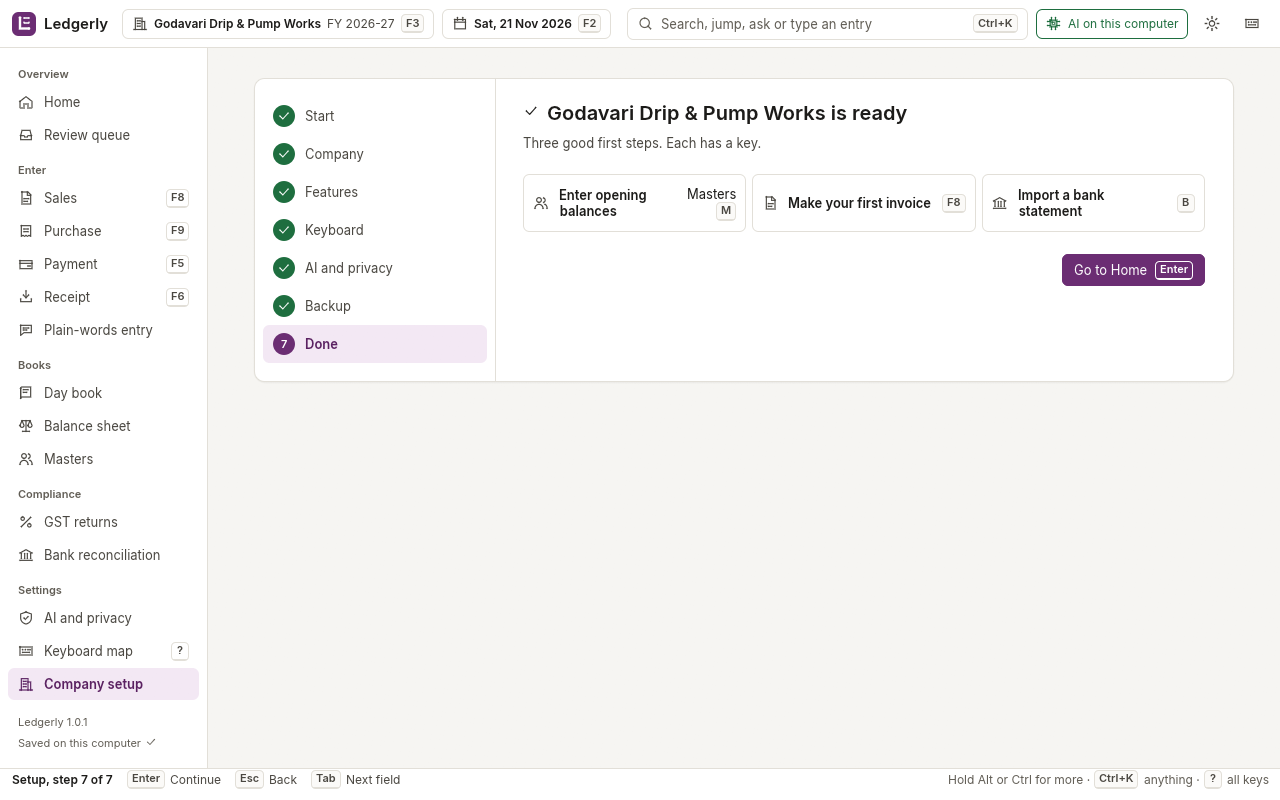 Ledgerly
Godavari Drip & Pump Works FY 2026-27 F3
Sat, 21 Nov 2026 F2
Search, jump, ask or type an entry Ctrl+K
AI on this computer
Overview
Home
Review queue
Enter
Sales F8
Purchase F9
Payment F5
Receipt F6
Plain-words entry
Books
Day book
Balance sheet
Masters
Compliance
GST returns
Bank reconciliation
Settings
AI and privacy
Keyboard map ?
Company setup
Ledgerly 1.0.1
Saved on this computer
Start
Company
Features
Keyboard
AI and privacy
Backup
7 Done
Godavari Drip & Pump Works is ready
Three good first steps. Each has a key.
Enter opening
balances
Masters
M
Make your first invoice F8
Import a bank
statement
B
Go to Home Enter
Setup, step 7 of 7 Enter Continue Esc Back Tab Next field
Hold Alt or Ctrl for more · Ctrl+K anything · ? all keys